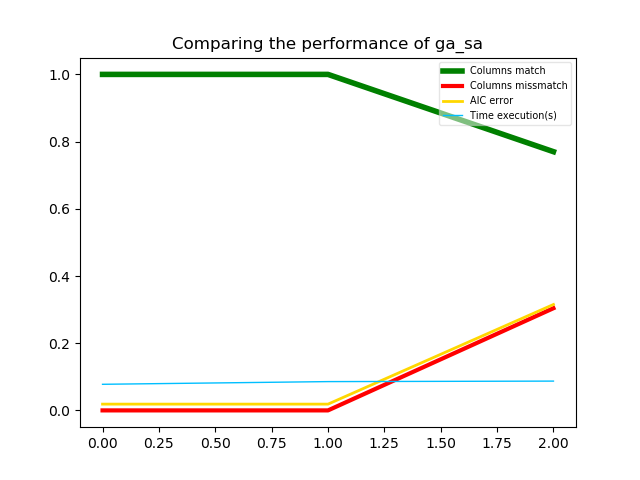 Comparing the performance of ga_sa
Columns match
Columns missmatch
AIC error
Time execution(s)
1.0
0.8
0.6
0.4
0.2
0.0
0.00 0.25 0.50 0.75 1.00 1.25 1.50 1.75 2.00